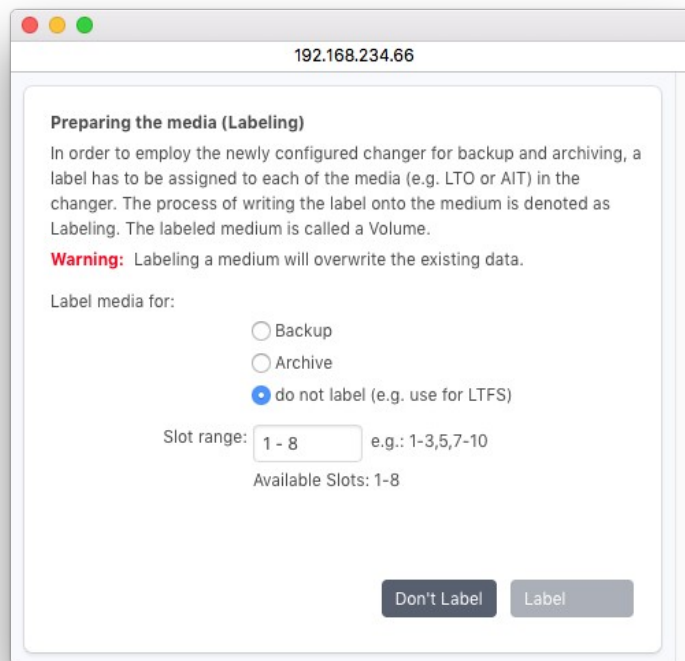 192.168.234.66
Preparing the media (Labeling)
In order to employ the newly configured changer for backup and archiving, a
label has to be assigned to each of the media (e.g. LTO or AIT) in the
changer. The process of writing the label onto the medium is denoted as
Labeling. The labeled medium is called a Volume.
Warning: Labeling a medium will overwrite the existing data.
Label media for:
Backup
Archive
do not label (e.g. use for LTFS)
Slot range: 1 - 8 e.g.: 1-3,5,7-10
Available Slots: 1-8
Don't Label Label